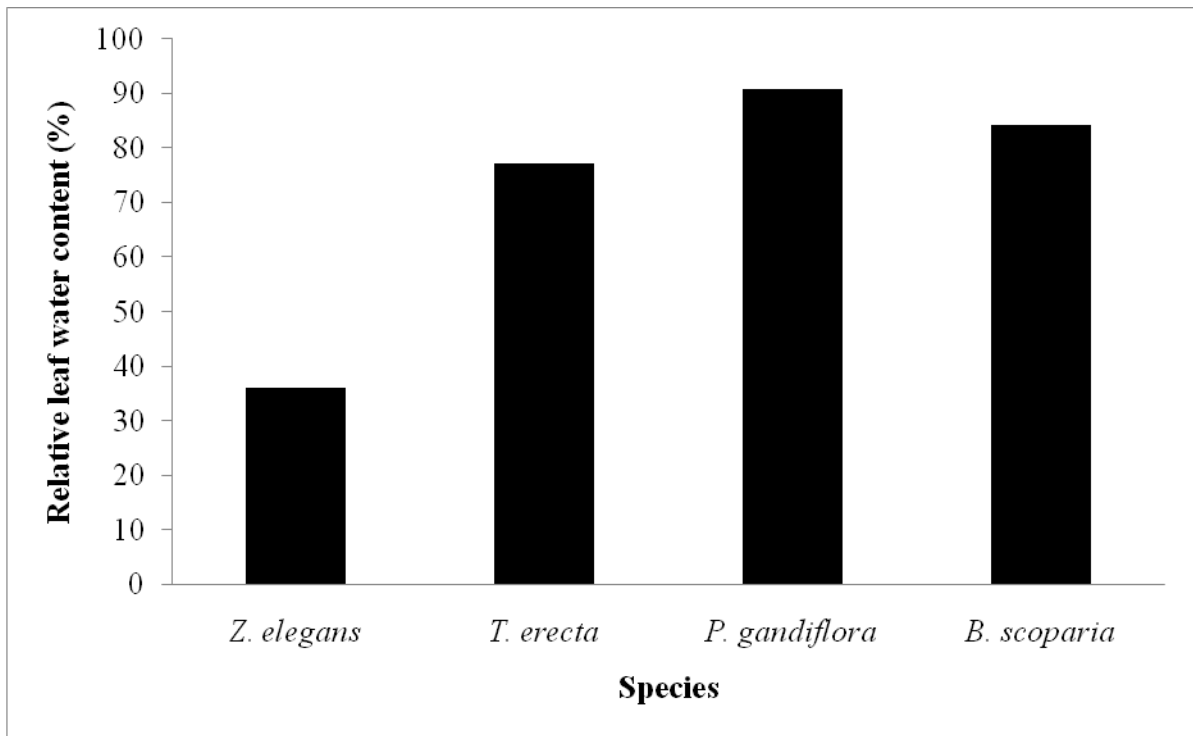 Relative leaf water content (%)
100
90
80
70
60
50
40
30
20
10
0
Z. elegans
T. erecta
P. gandiflora
B. scoparia
Species